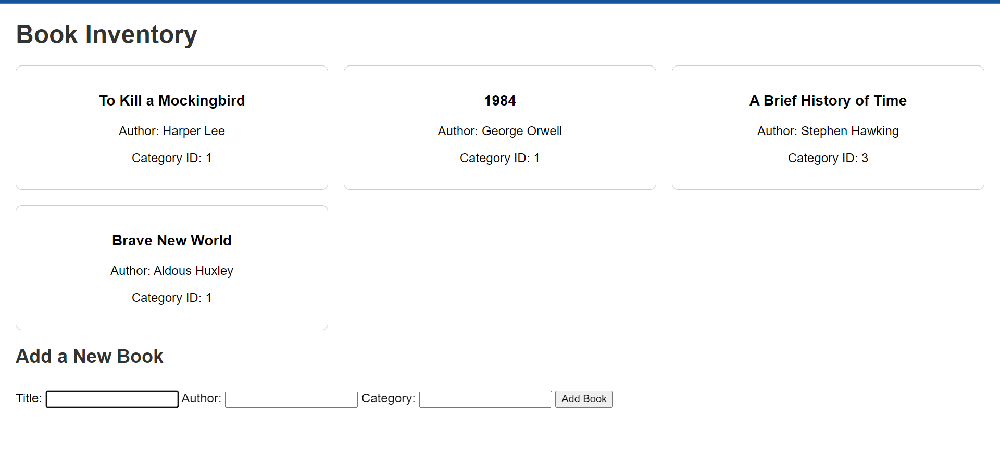 Book Inventory
To Kill a Mockingbird
Author: Harper Lee
Category ID: 1
1984
Author: George Orwell
Category ID: 1
A Brief History of Time
Author: Stephen Hawking
Category ID: 3
Brave New World
Author: Aldous Huxley
Category ID: 1
Add a New Book
Title: Author: Category: Add Book